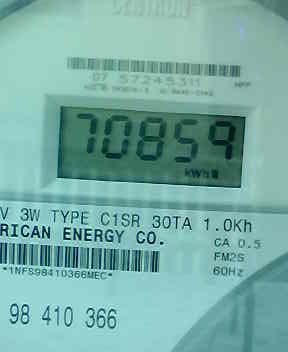 CENTRON
07 57245311
70859
kWh
V 3W TYPE C1SR 30TA 1.0Kh
RICAN ENERGY CO.
CA 0.5
FM2S
60Hz
*1NFS98410366MEC*
98 410 366